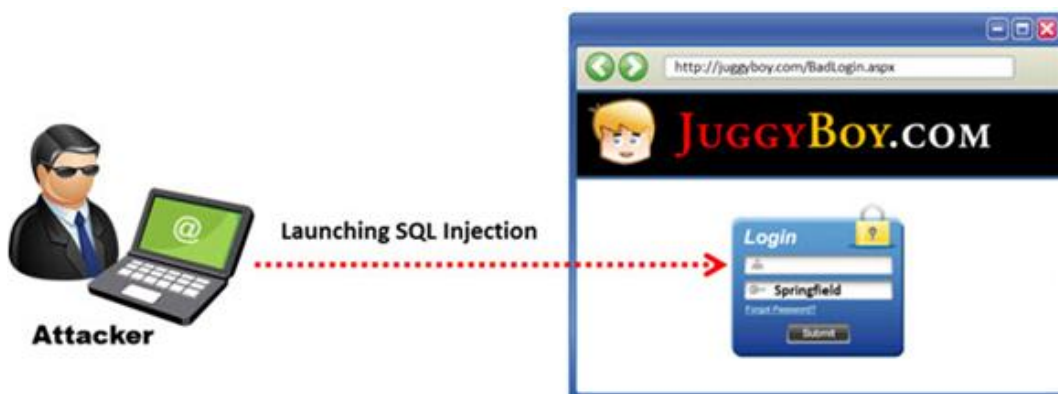 http://juggyboy.com/BadLogin.aspx
JUGGYBOY.COM
Launching SQL Injection
@
Login
Springfield
Forgot Password?
Submit
Attacker